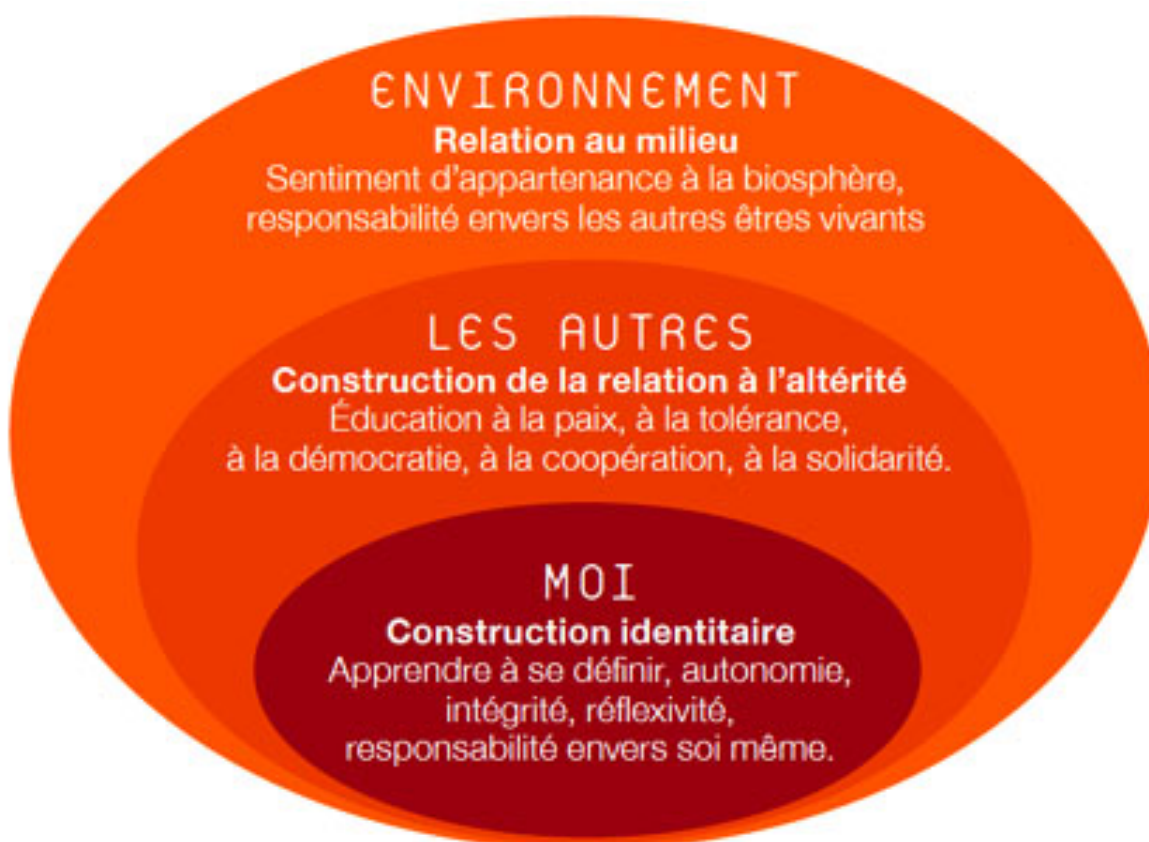 ENVIRONNEMENT
Relation au milieu
Sentiment d'appartenance à la biosphère,
responsabilité envers les autres êtres vivants
LES AUTRES
Construction de la relation à l'altérité
Éducation à la paix, à la tolérance,
à la démocratie, à la coopération, à la solidarité.
MOI
Construction identitaire
Apprendre à se définir, autonomie,
intégrité, réflexivité,
responsabilité envers soi même.